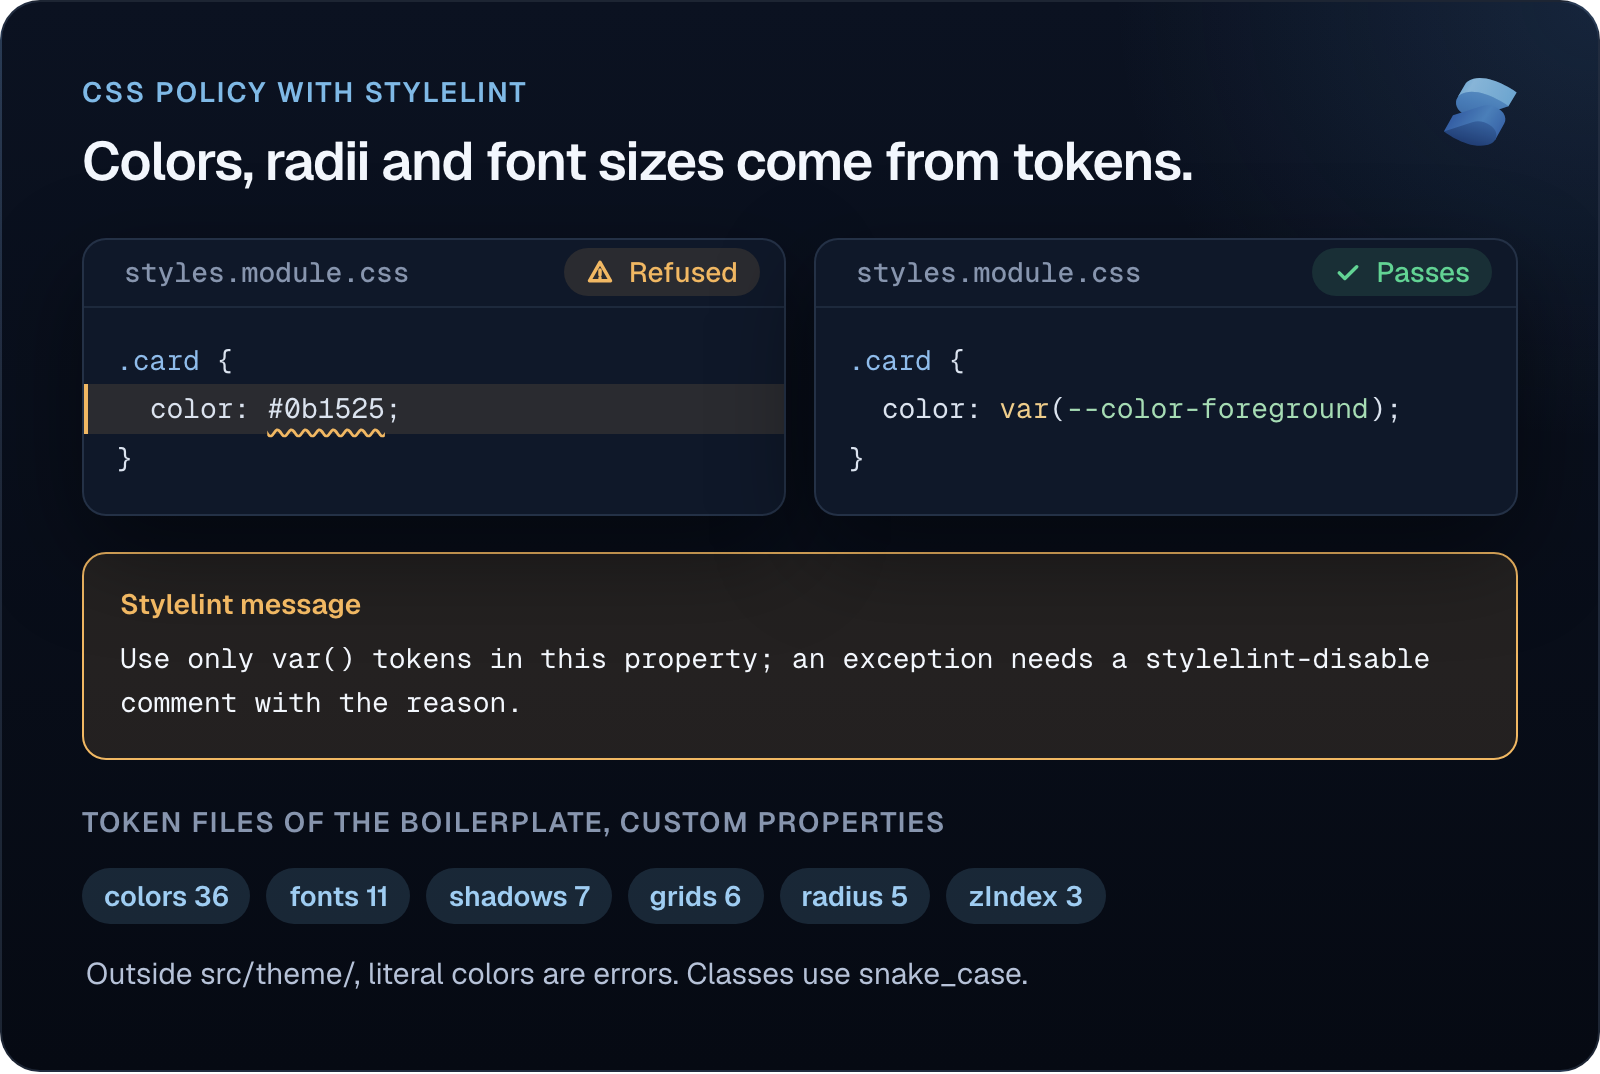 CSS POLICY WITH STYLELINT
Colors, radii and font sizes come from tokens.
styles.module.css
Refused
.card {
color: #0b1525;
}
styles.module.css
Passes
.card {
color: var(--color-foreground);
}
Stylelint message
Use only var() tokens in this property; an exception needs a stylelint-disable
comment with the reason.
TOKEN FILES OF THE BOILERPLATE, CUSTOM PROPERTIES
colors 36
fonts 11
shadows 7
grids 6
radius 5
zIndex 3
Outside src/theme/, literal colors are errors. Classes use snake_case.